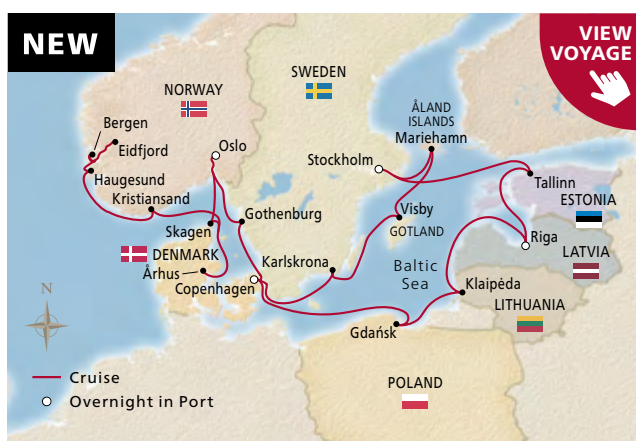 NEW
VIEW
VOYAGE
NORWAY
SWEDEN
ÅLAND
ISLANDS
Mariehamn
Bergen
Eidfjord
Oslo
Stockholm
Haugesund
Tallinn
Kristiansand
ESTONIA
Gothenburg
Visby
Skagen
GOTLAND
Riga
DENMARK
LATVIA
Århus
Karlskrona
Baltic
Sea
Copenhagen
Klaipėda
LITHUANIA
N
Gdańsk
Cruise
POLAND
Overnight in Port